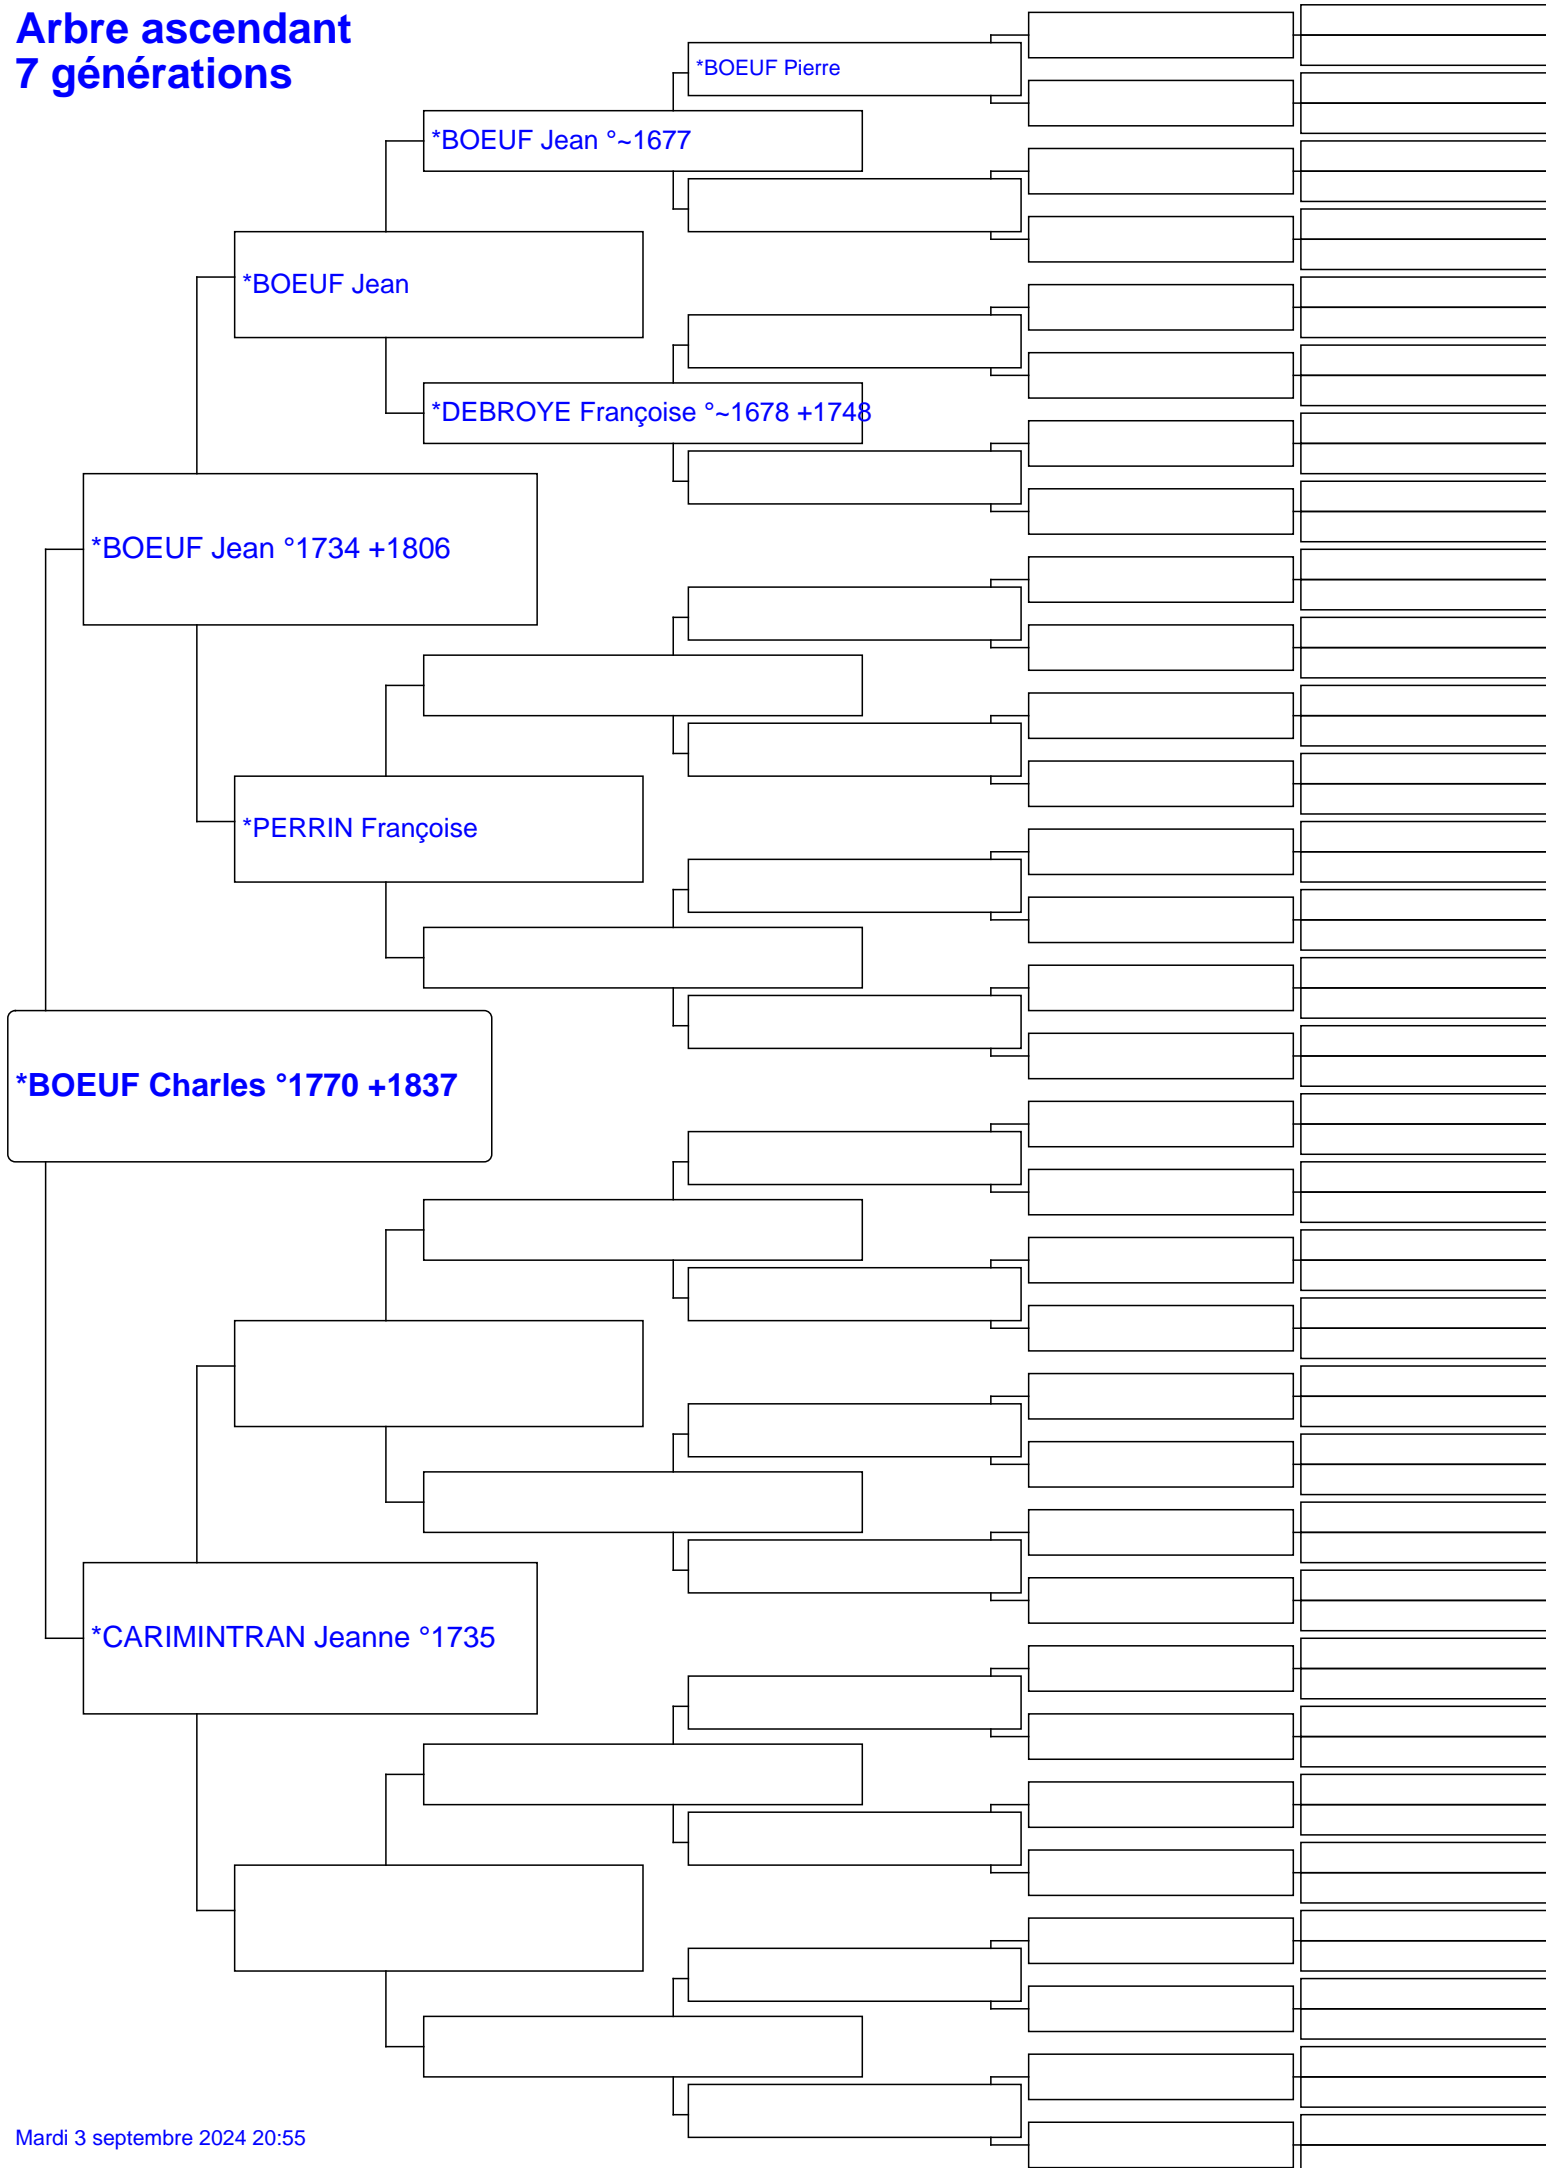 Arbre ascendant
7 générations
*BOEUF Pierre
*BOEUF Jean °~1677
*BOEUF Jean
*DEBROYE Françoise °~1678 +1748
*BOEUF Jean °1734 +1806
*PERRIN Françoise
*BOEUF Charles °1770 +1837
*CARIMINTRAN Jeanne °1735
Mardi 3 septembre 2024 20:55